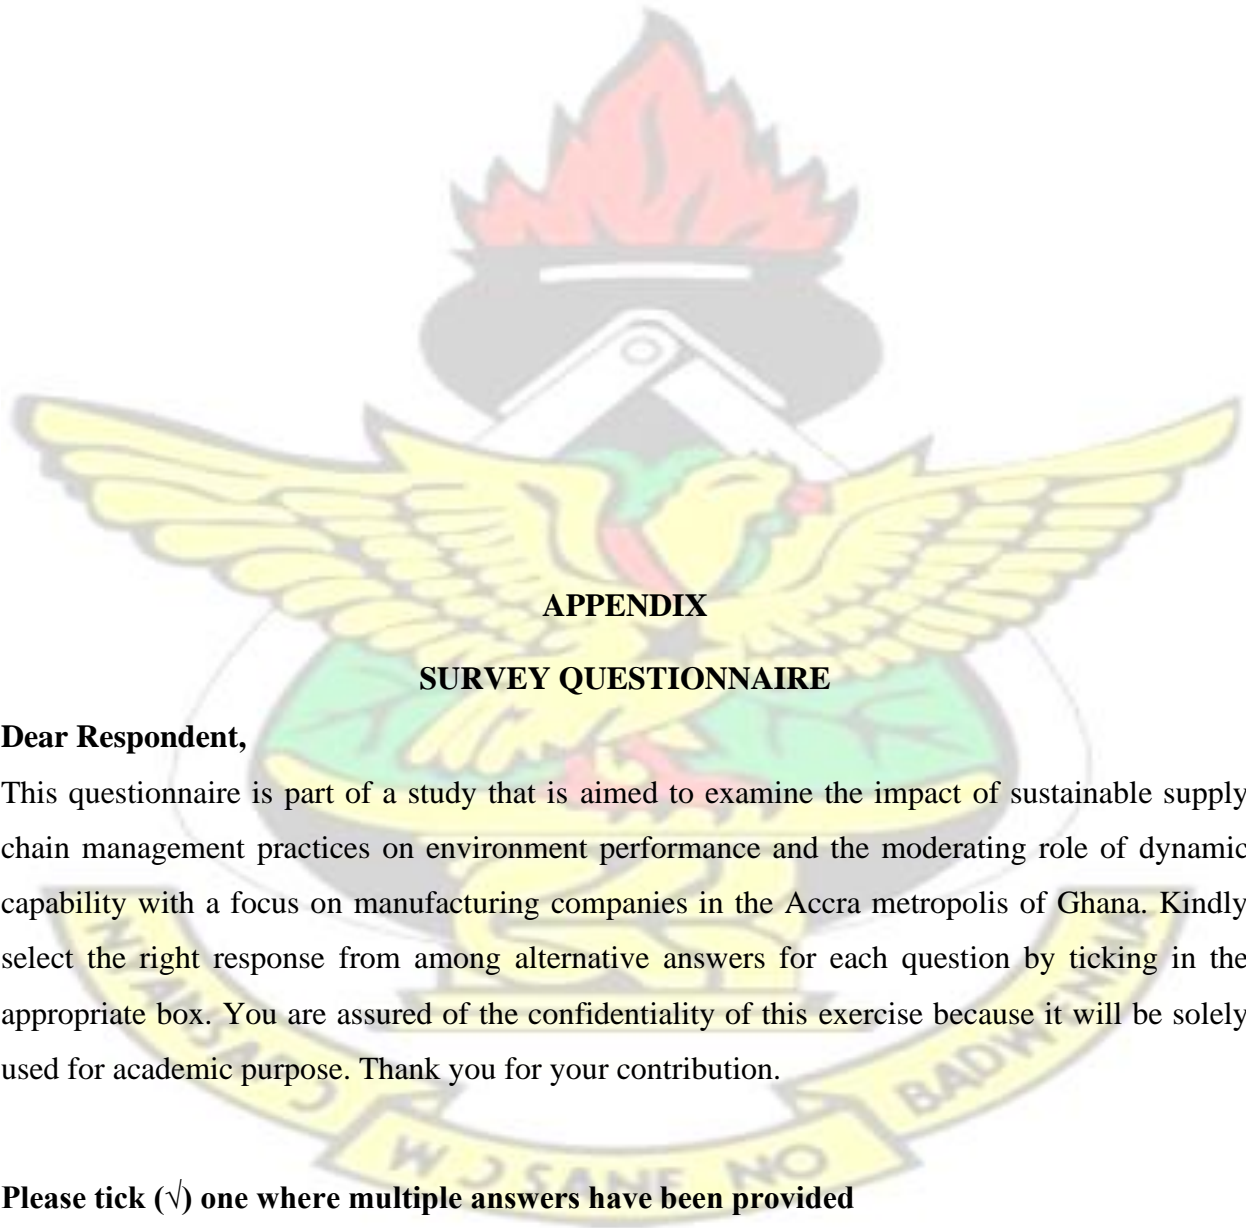 APPENDIX
SURVEY QUESTIONNAIRE
Dear Respondent,
This questionnaire is part of a study that is aimed to examine the impact of sustainable supply
chain management practices on environment performance and the moderating role of dynamic
capability with a focus on manufacturing companies in the Accra metropolis of Ghana. Kindly
select the right response from among alternative answers for each question by ticking in the
appropriate box. You are assured of the confidentiality of this exercise because it will be solely
used for academic purpose. Thank you for your contribution.
Please tick (√) one where multiple answers have been provided
NYANSAƆ
WƆSANE NO
BADWENMA